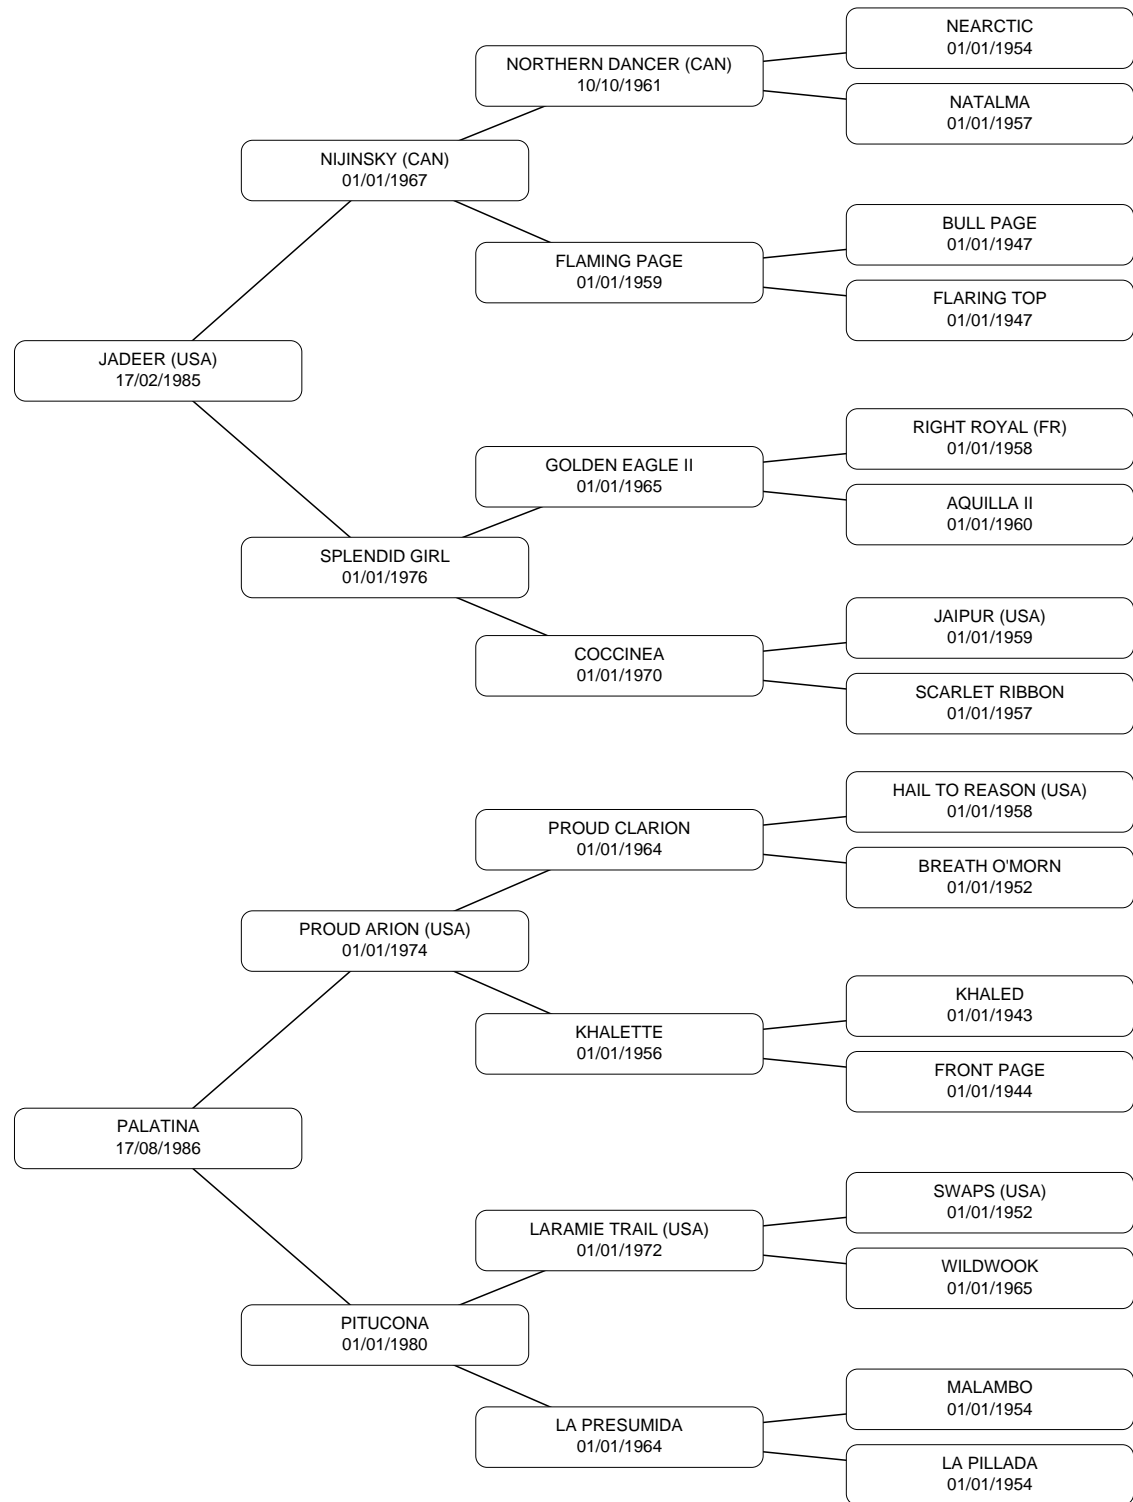 NEARCTIC
01/01/1954
NORTHERN DANCER (CAN)
10/10/1961
NATALMA
01/01/1957
NIJINSKY (CAN)
01/01/1967
BULL PAGE
01/01/1947
FLAMING PAGE
01/01/1959
FLARING TOP
01/01/1947
JADEER (USA)
17/02/1985
RIGHT ROYAL (FR)
01/01/1958
GOLDEN EAGLE II
01/01/1965
AQUILLA II
01/01/1960
SPLENDID GIRL
01/01/1976
JAIPUR (USA)
01/01/1959
COCCINEA
01/01/1970
SCARLET RIBBON
01/01/1957
HAIL TO REASON (USA)
01/01/1958
PROUD CLARION
01/01/1964
BREATH O'MORN
01/01/1952
PROUD ARION (USA)
01/01/1974
KHALED
01/01/1943
KHALETTE
01/01/1956
FRONT PAGE
01/01/1944
PALATINA
17/08/1986
SWAPS (USA)
01/01/1952
LARAMIE TRAIL (USA)
01/01/1972
WILDWOOK
01/01/1965
PITUCONA
01/01/1980
MALAMBO
01/01/1954
LA PRESUMIDA
01/01/1964
LA PILLADA
01/01/1954